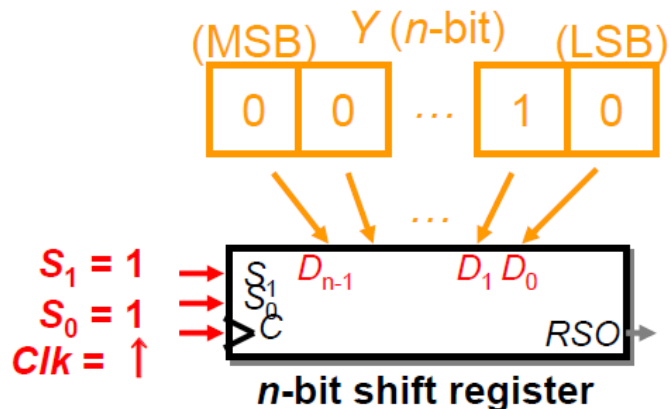 (MSB) Y (n-bit) (LSB)
0 0 ... 1 0
...
S1 = 1 S1 Dn-1 D1 D0
S0 = 1 S0
Clk = ↑ C RSO
n-bit shift register